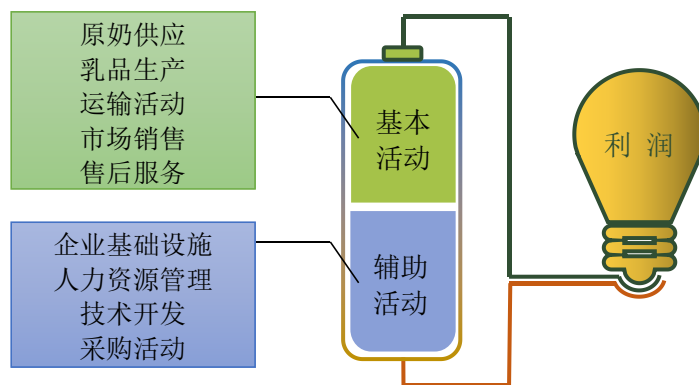 原奶供应
乳品生产
运输活动
市场销售
售后服务
基本
活动
利 润
企业基础设施
人力资源管理
技术开发
采购活动
辅助
活动